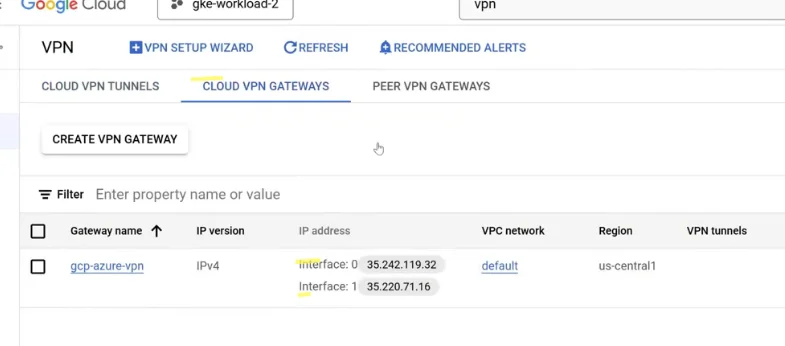 Google Cloud
gke-workload-2
vpn
VPN
VPN SETUP WIZARD
REFRESH
RECOMMENDED ALERTS
CLOUD VPN TUNNELS
CLOUD VPN GATEWAYS
PEER VPN GATEWAYS
CREATE VPN GATEWAY
Filter Enter property name or value
Gateway name IP version IP address VPC network Region VPN tunnels
gcp-azure-vpn IPv4 Interface: 0 35.242.119.32 default us-central1
Interface: 1 35.220.71.16